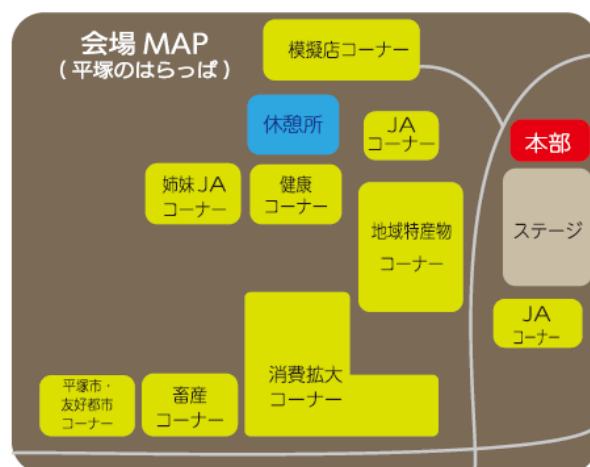 会場 MAP
( 平塚のはらっぱ )
模擬店コーナー
休憩所
JA
コーナー
本部
姉妹 JA
コーナー
健康
コーナー
地域特産物
コーナー
ステージ
JA
コーナー
消費拡大
コーナー
平塚市・
友好都市
コーナー
畜産
コーナー